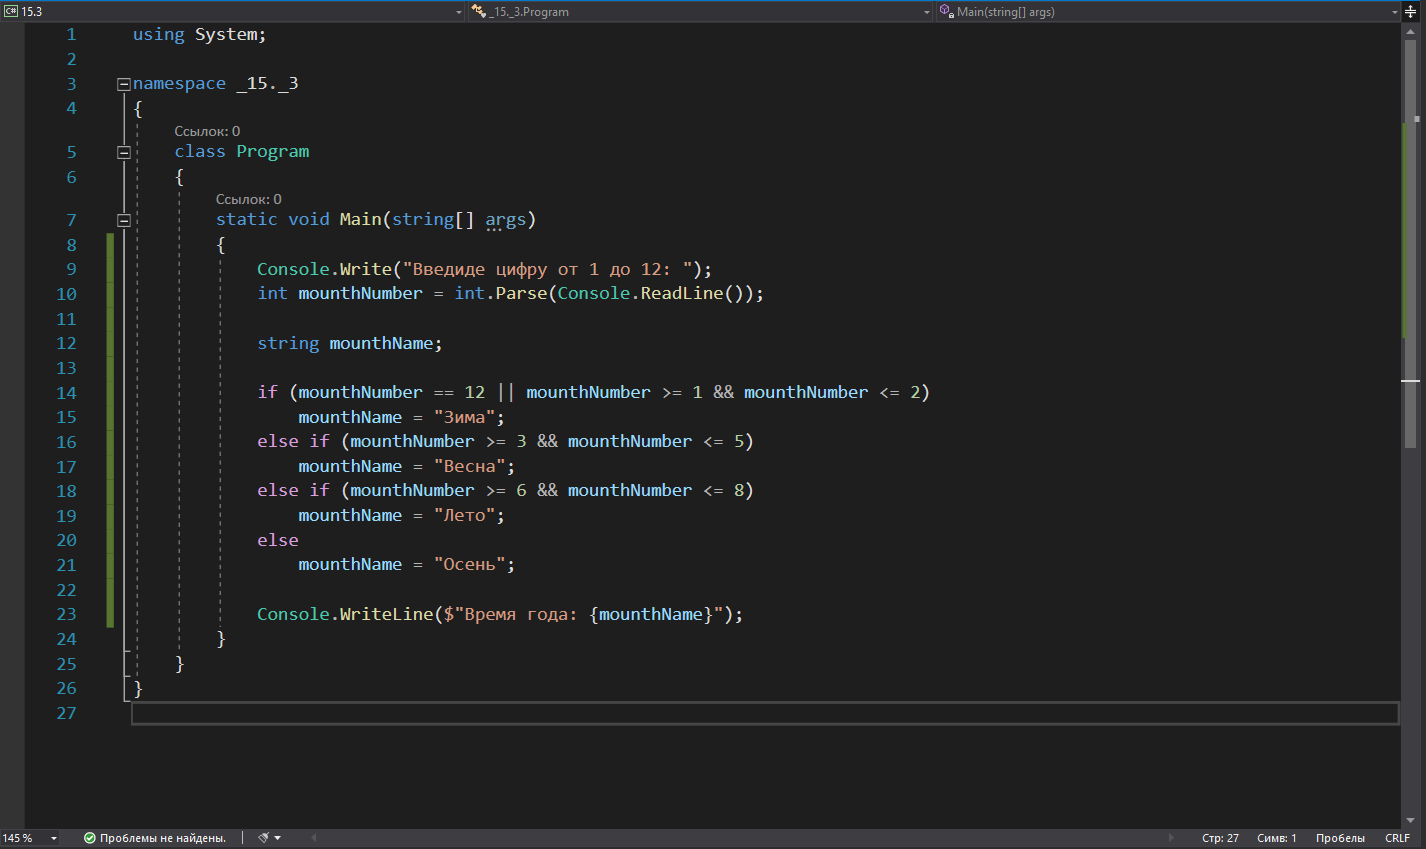 C# 15.3 _15._3.Program Main(string[] args)
1 using System;
2
3 namespace _15._3
4 {
Ссылок: 0
5 class Program
6 {
Ссылок: 0
7 static void Main(string[] args)
8 {
9 Console.Write("Введиде цифру от 1 до 12: ");
10 int mounthNumber = int.Parse(Console.ReadLine());
11
12 string mounthName;
13
14 if (mounthNumber == 12 || mounthNumber >= 1 && mounthNumber <= 2)
15 mounthName = "Зима";
16 else if (mounthNumber >= 3 && mounthNumber <= 5)
17 mounthName = "Весна";
18 else if (mounthNumber >= 6 && mounthNumber <= 8)
19 mounthName = "Лето";
20 else
21 mounthName = "Осень";
22
23 Console.WriteLine($"Время года: {mounthName}");
24 }
25 }
26 }
27
145 % Проблемы не найдены. Стр: 27 Симв: 1 Пробелы CRLF